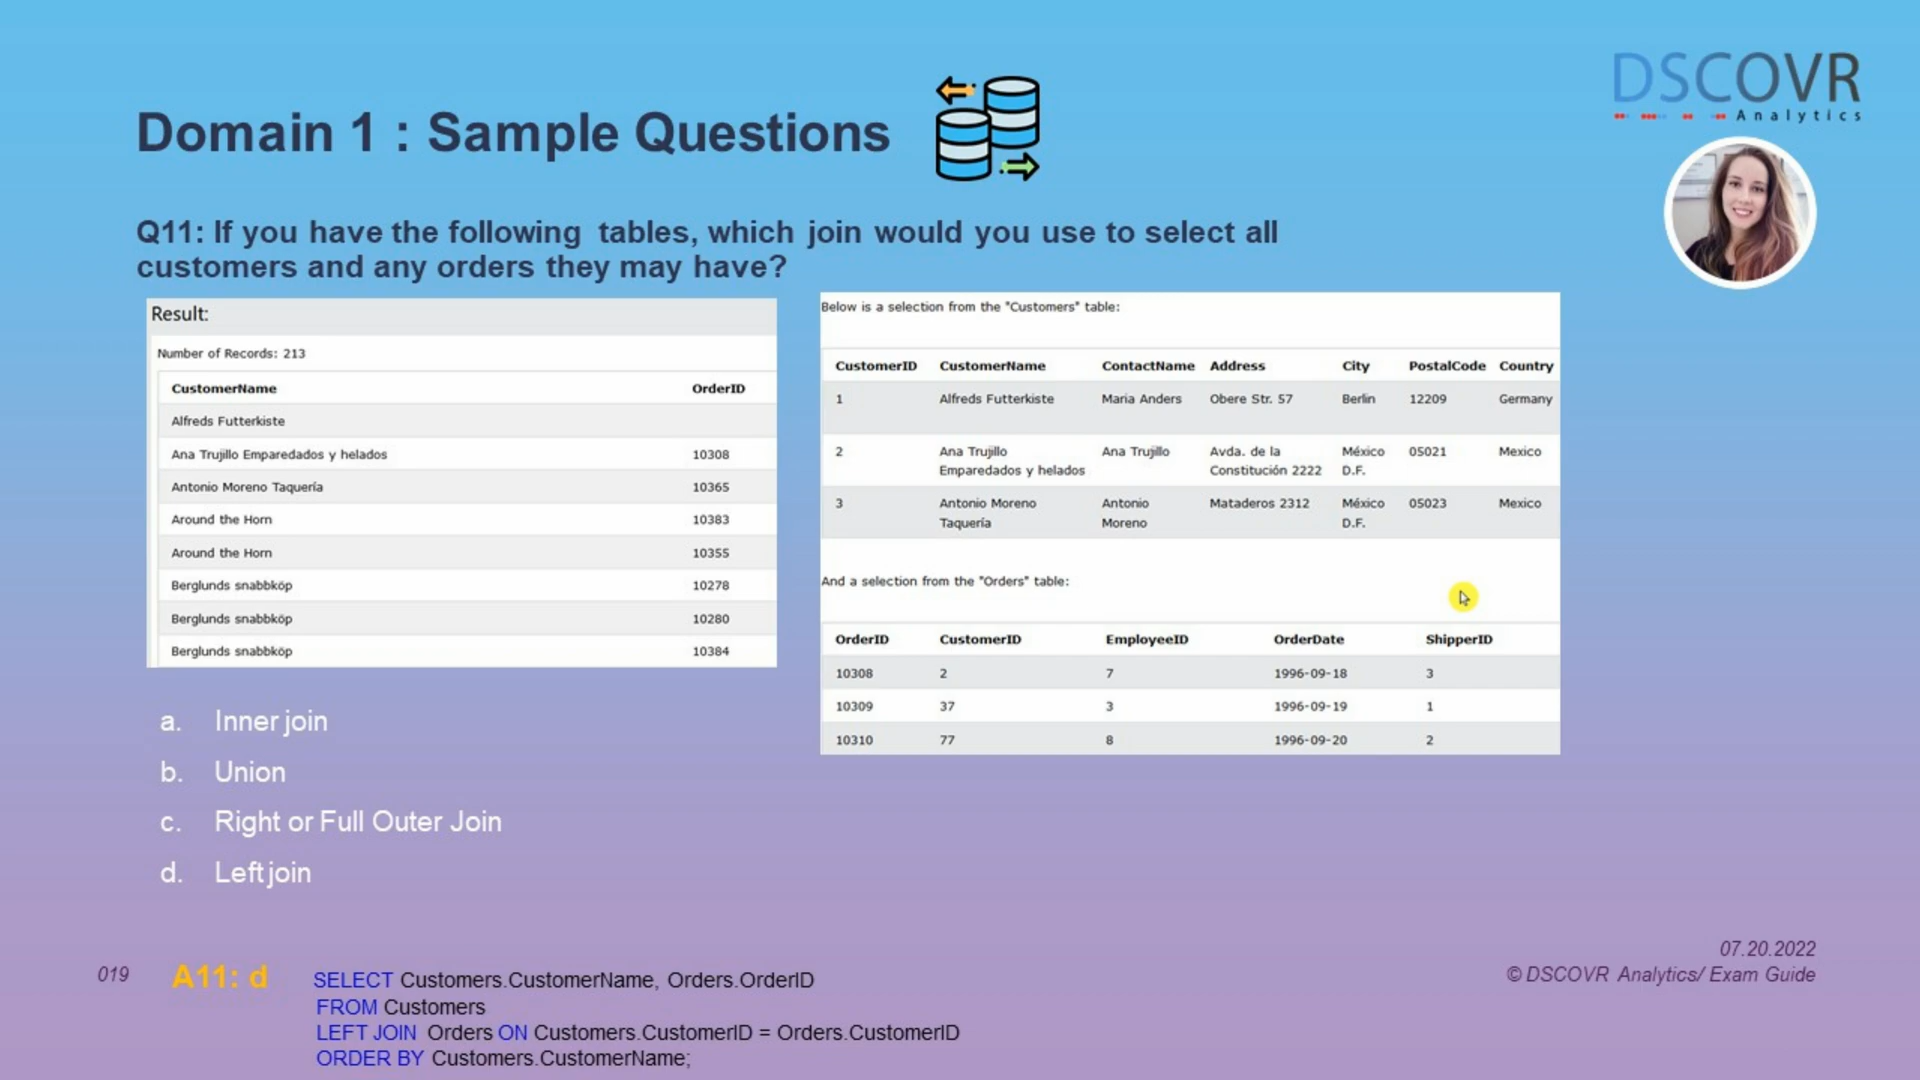 DSCOVR
Analytics
Domain 1 : Sample Questions
Q11: If you have the following tables, which join would you use to select all
customers and any orders they may have?
Result:
Number of Records: 213
CustomerName OrderID
Alfreds Futterkiste
Ana Trujillo Emparedados y helados 10308
Antonio Moreno Taquería 10365
Around the Horn 10383
Around the Horn 10355
Berglunds snabbköp 10278
Berglunds snabbköp 10280
Berglunds snabbköp 10384
Below is a selection from the "Customers" table:
CustomerID CustomerName ContactName Address City PostalCode Country
1 Alfreds Futterkiste Maria Anders Obere Str. 57 Berlin 12209 Germany
2 Ana Trujillo Ana Trujillo Avda. de la México 05021 Mexico
Emparedados y helados Constitución 2222 D.F.
3 Antonio Moreno Antonio Mataderos 2312 México 05023 Mexico
Taquería Moreno D.F.
And a selection from the "Orders" table:
OrderID CustomerID EmployeeID OrderDate ShipperID
10308 2 7 1996-09-18 3
10309 37 3 1996-09-19 1
10310 77 8 1996-09-20 2
a. Inner join
b. Union
c. Right or Full Outer Join
d. Left join
019
A11: d
SELECT Customers.CustomerName, Orders.OrderID
FROM Customers
LEFT JOIN Orders ON Customers.CustomerID = Orders.CustomerID
ORDER BY Customers.CustomerName;
07.20.2022
© DSCOVR Analytics/ Exam Guide